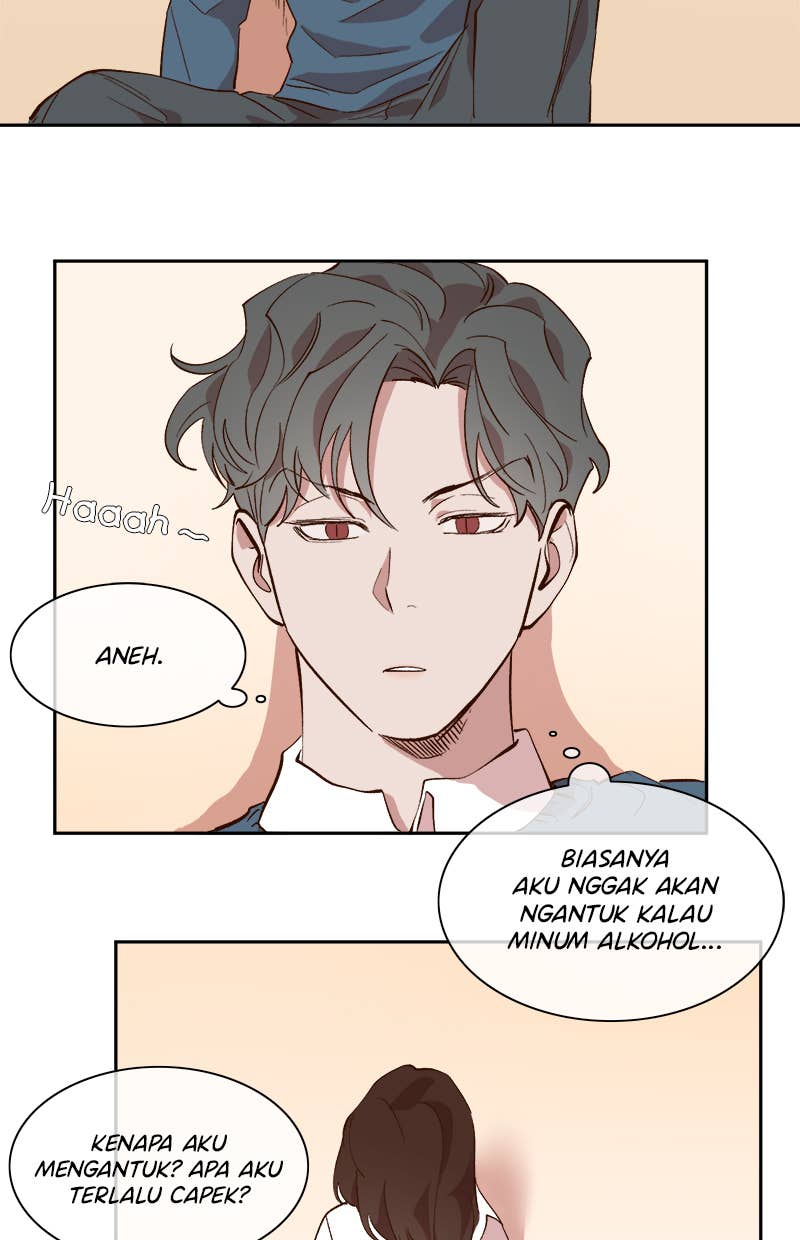 Haaah~
ANEH.
BIASANYA
AKU NGGAK AKAN
NGANTUK KALAU
MINUM ALKOHOL...
KENAPA AKU
MENGANTUK? APA AKU
TERLALU CAPEK?